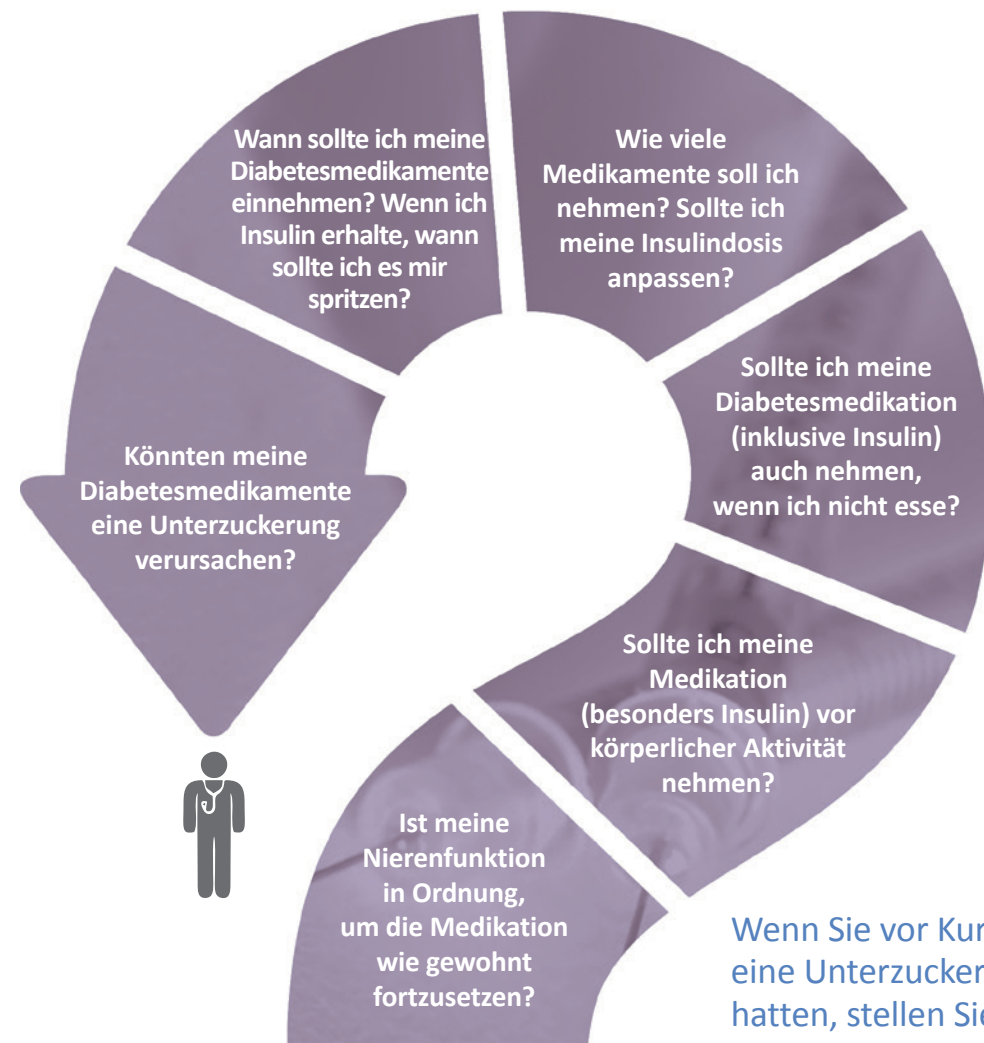 Wann sollte ich meine
Diabetesmedikamente
einnehmen? Wenn ich
Insulin erhalte, wann
sollte ich es mir
spritzen?
Wie viele
Medikamente soll ich
nehmen? Sollte ich
meine Insulindosis
anpassen?
Sollte ich meine
Diabetesmedikation
(inklusive Insulin)
auch nehmen,
wenn ich nicht esse?
Könnten meine
Diabetesmedikamente
eine Unterzuckerung
verursachen?
Sollte ich meine
Medikation
(besonders Insulin) vor
körperlicher Aktivität
nehmen?
Ist meine
Nierenfunktion
in Ordnung,
um die Medikation
wie gewohnt
fortzusetzen?
Wenn Sie vor Kur
eine Unterzucker
hatten, stellen Sie